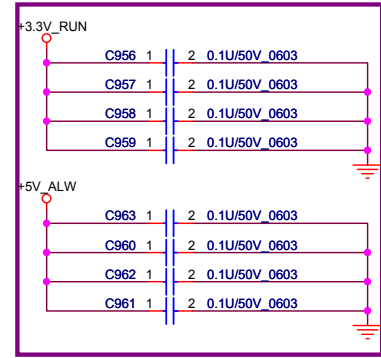 +3.3V_RUN
C956 1 2 0.1U/50V_0603
C957 1 2 0.1U/50V_0603
C958 1 2 0.1U/50V_0603
C959 1 2 0.1U/50V_0603
+5V_ALW
C963 1 2 0.1U/50V_0603
C960 1 2 0.1U/50V_0603
C962 1 2 0.1U/50V_0603
C961 1 2 0.1U/50V_0603